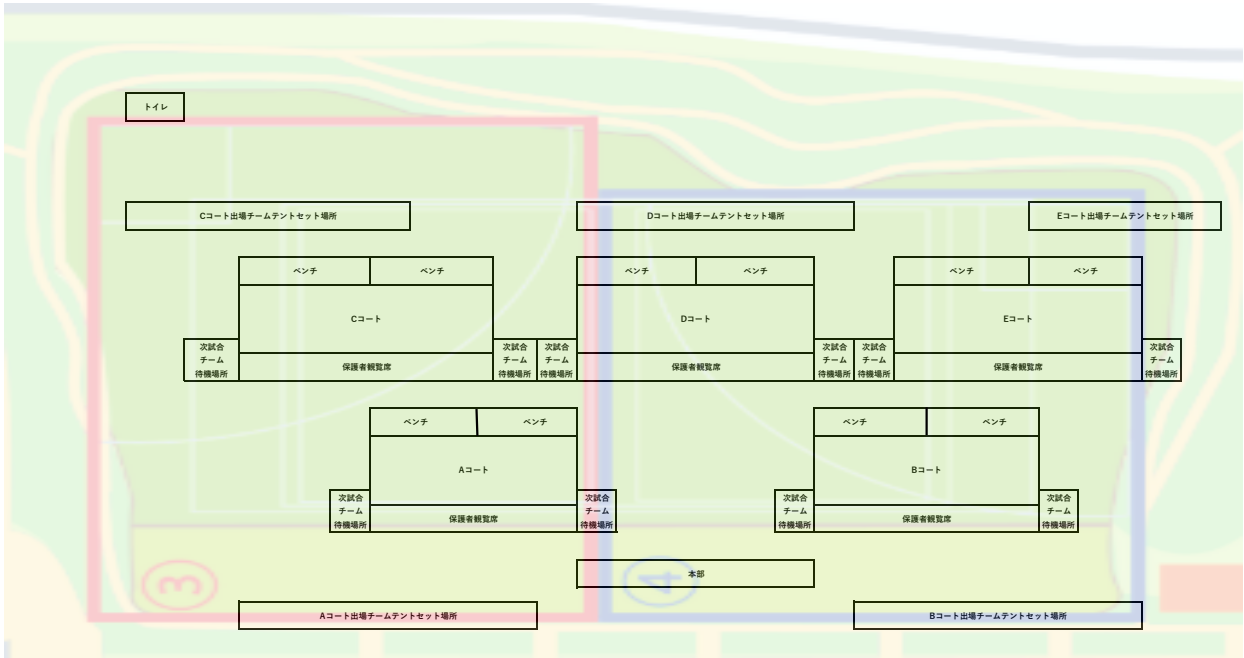 トイレ
Cコート出場チームテントセット場所
Dコート出場チームテントセット場所
Eコート出場チームテントセット場所
ベンチ
ベンチ
ベンチ
ベンチ
ベンチ
ベンチ
Cコート
Dコート
Eコート
次試合
チーム
待機場所
保護者観覧席
次試合
チーム
待機場所
次試合
チーム
待機場所
保護者観覧席
次試合
チーム
待機場所
次試合
チーム
待機場所
保護者観覧席
次試合
チーム
待機場所
ベンチ
ベンチ
ベンチ
ベンチ
Aコート
Bコート
次試合
チーム
待機場所
保護者観覧席
次試合
チーム
待機場所
次試合
チーム
待機場所
保護者観覧席
次試合
チーム
待機場所
③
④
本部
Aコート出場チームテントセット場所
Bコート出場チームテントセット場所